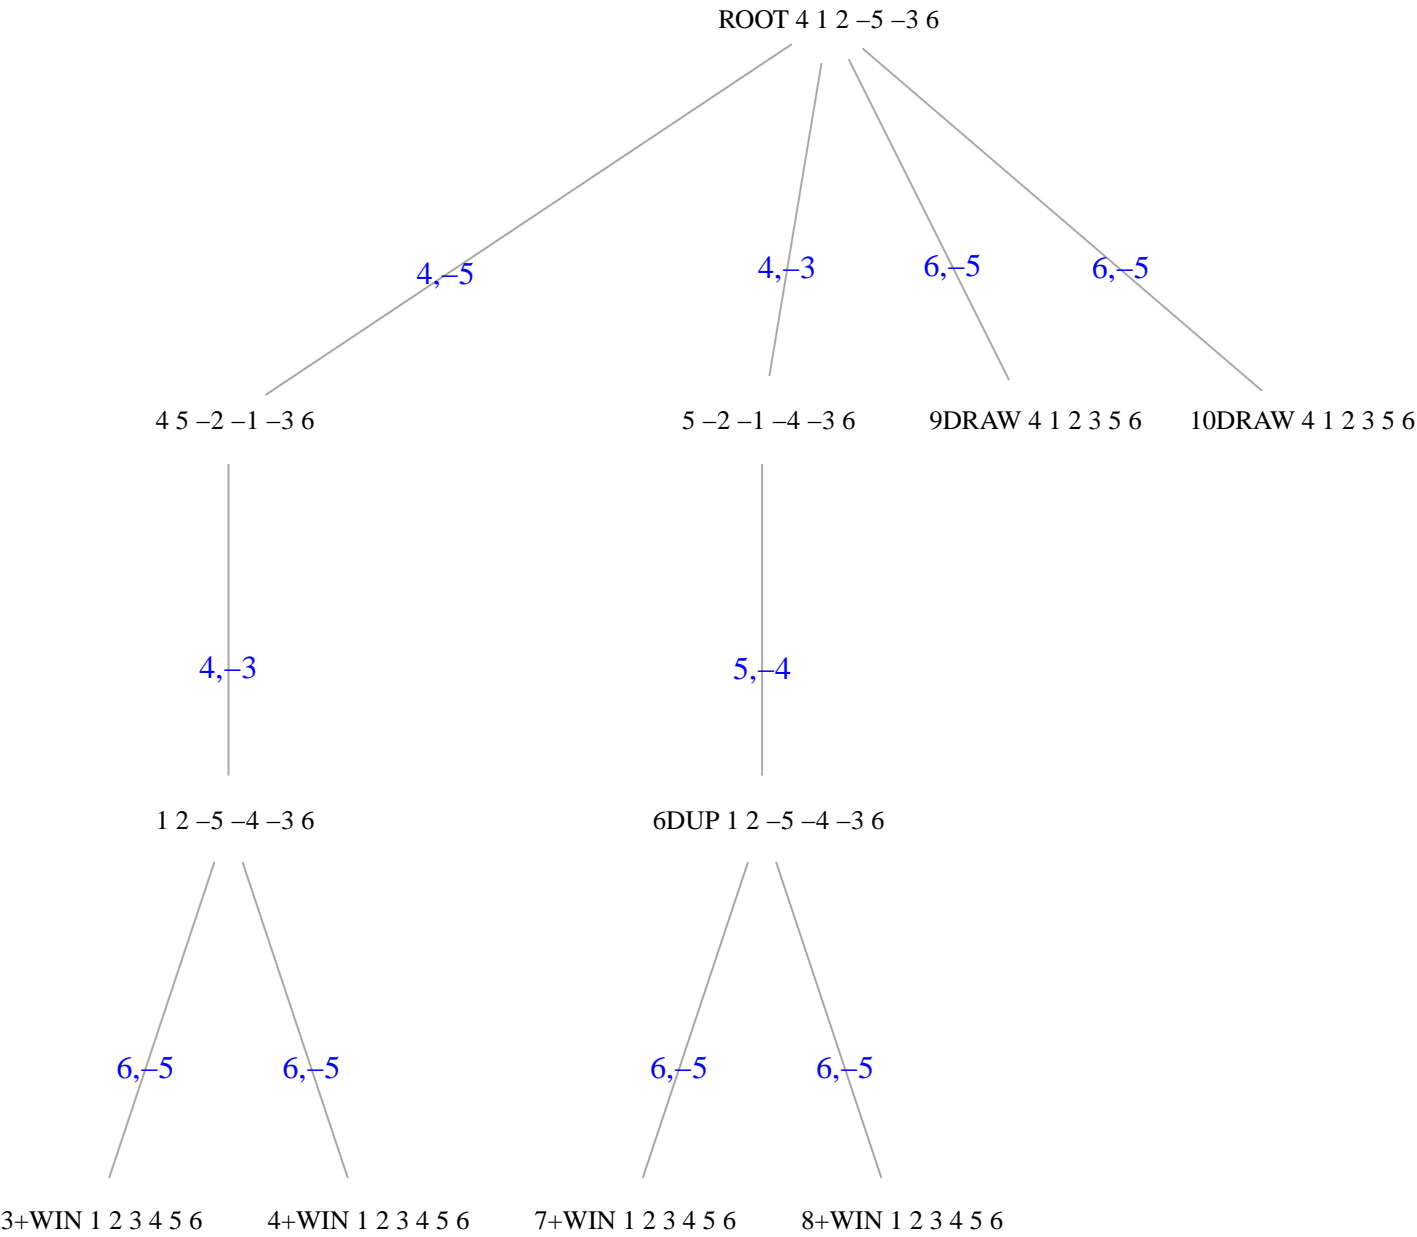 ROOT 4 1 2 –5 –3 6
4,–5
4,–3
6,–5
6,–5
4 5 –2 –1 –3 6
5 –2 –1 –4 –3 6
9DRAW 4 1 2 3 5 6
10DRAW 4 1 2 3 5 6
4,–3
5,–4
1 2 –5 –4 –3 6
6DUP 1 2 –5 –4 –3 6
6,–5
6,–5
6,–5
6,–5
3+WIN 1 2 3 4 5 6
4+WIN 1 2 3 4 5 6
7+WIN 1 2 3 4 5 6
8+WIN 1 2 3 4 5 6